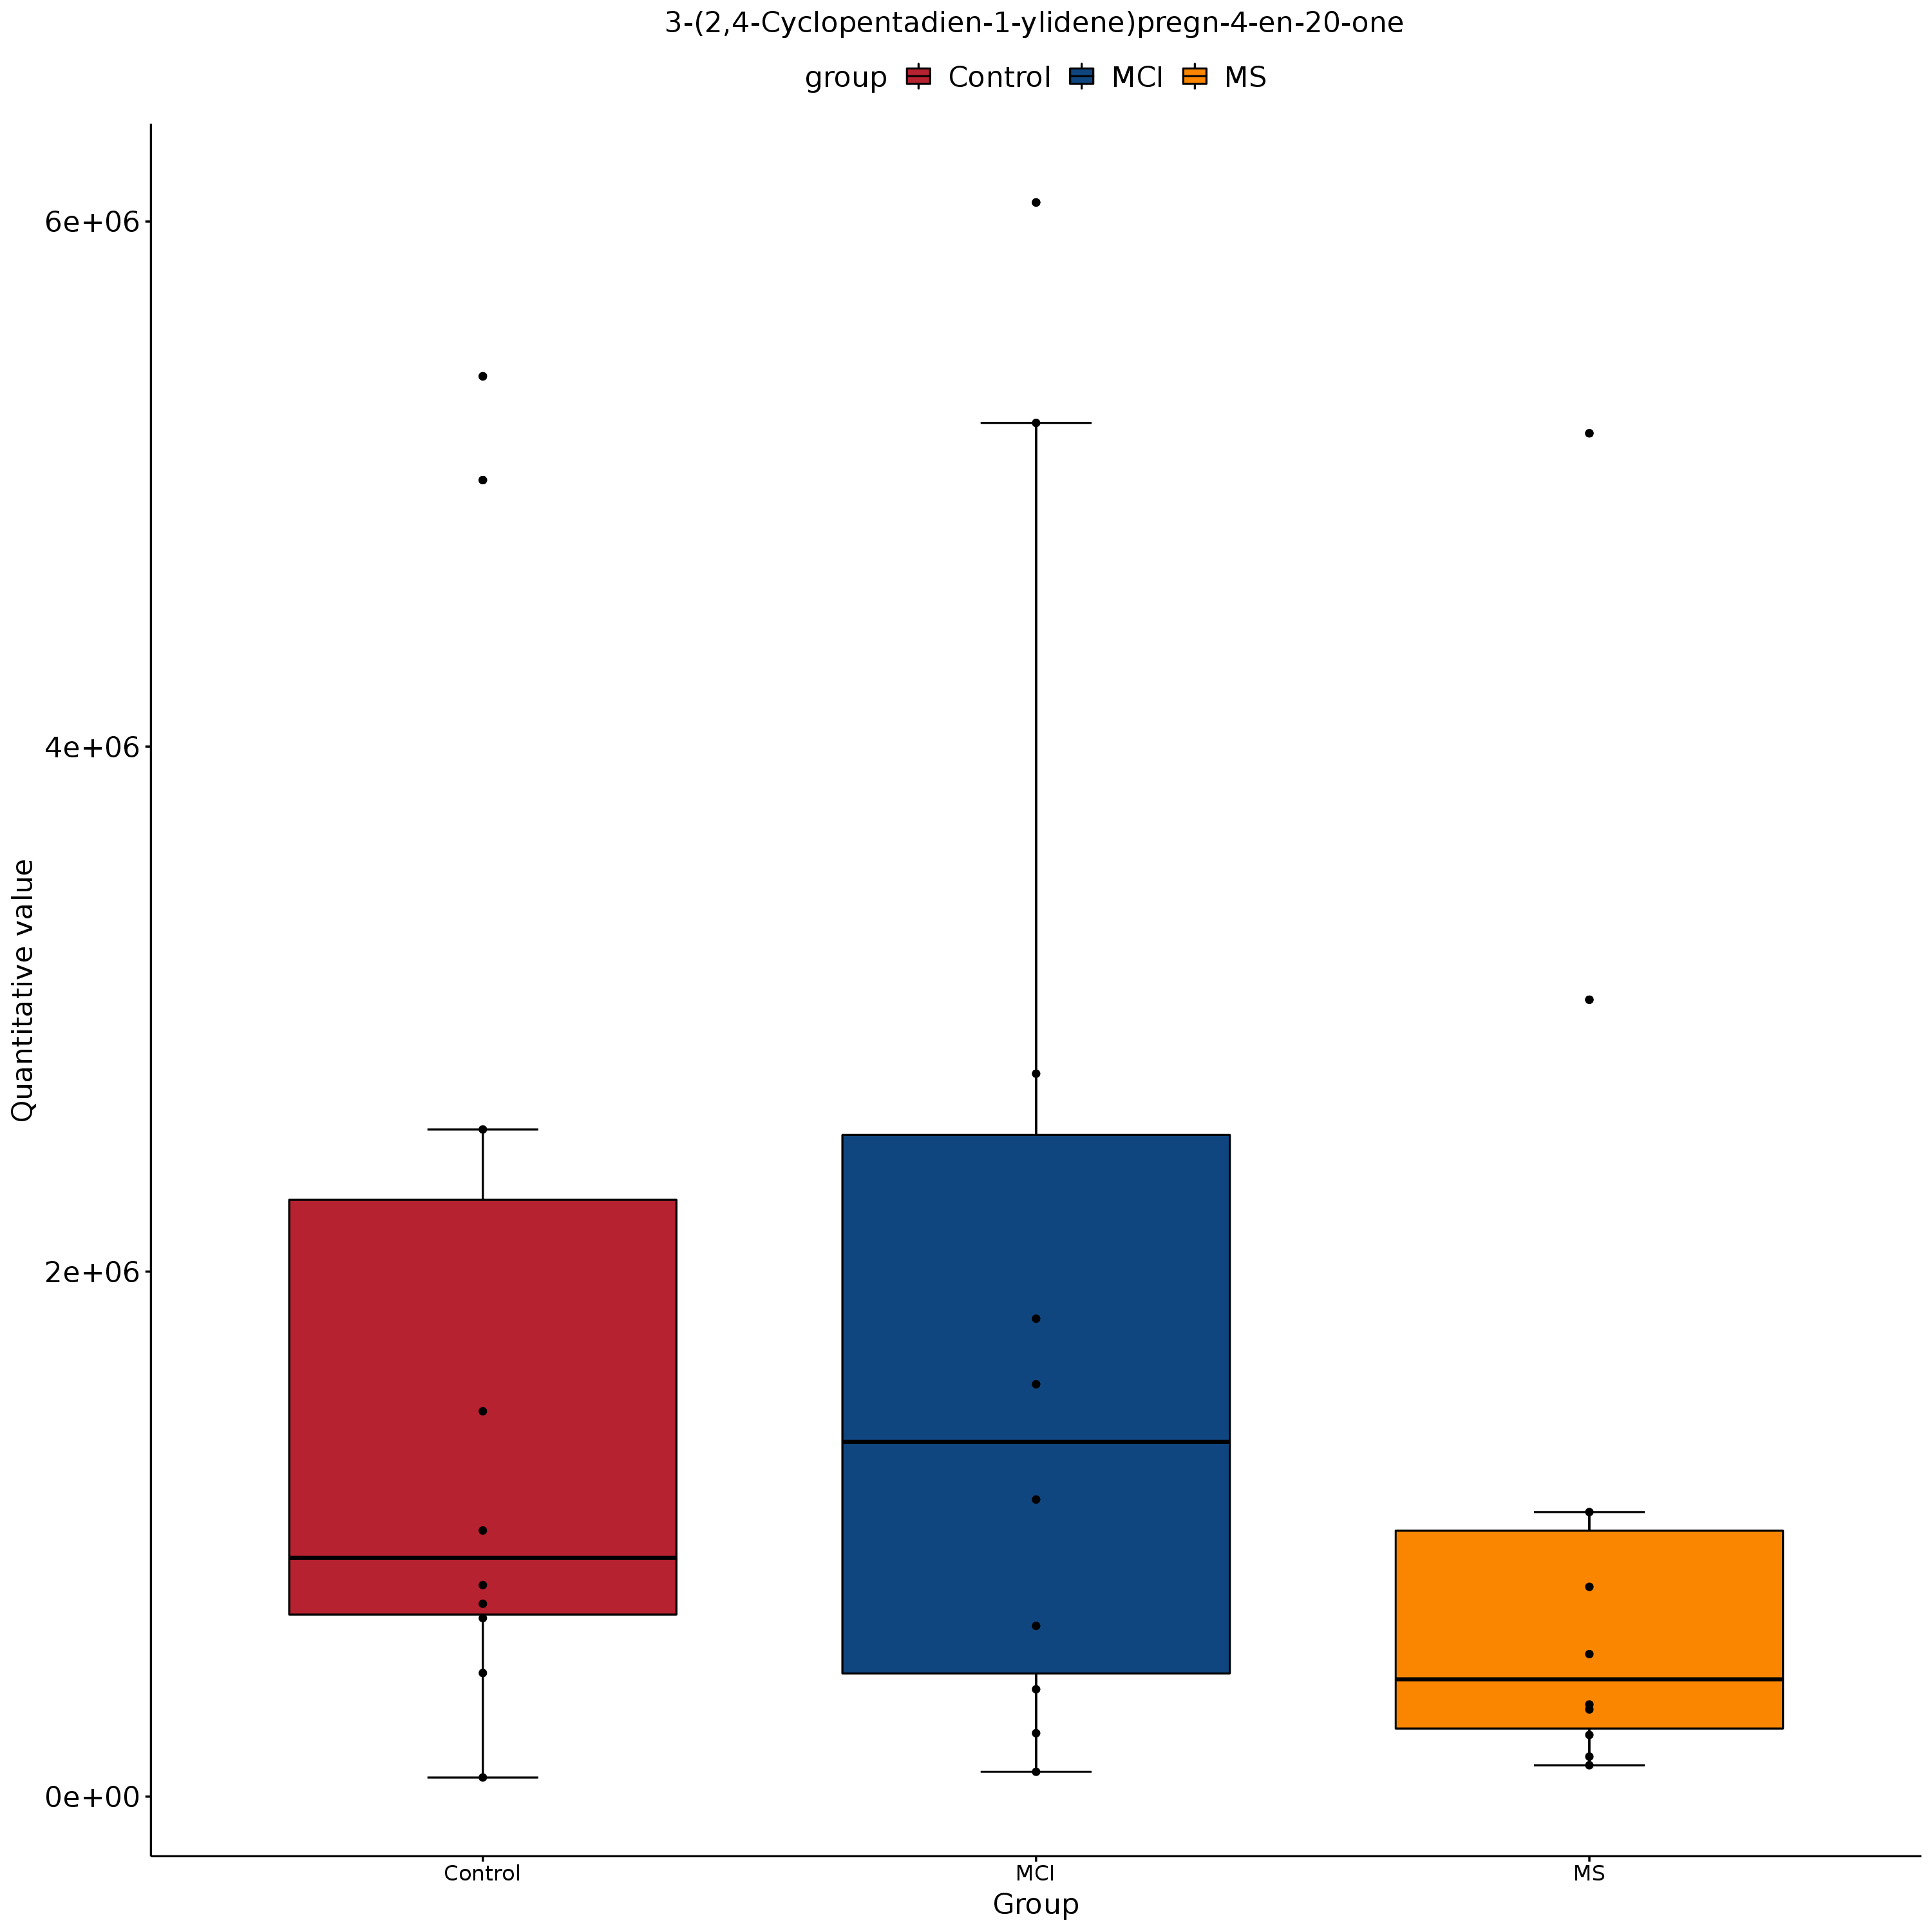 3-(2,4-Cyclopentadien-1-ylidene)pregn-4-en-20-one
group Control MCI MS
6e+06
4e+06
2e+06
0e+00
Quantitative value
Control MCI MS
Group